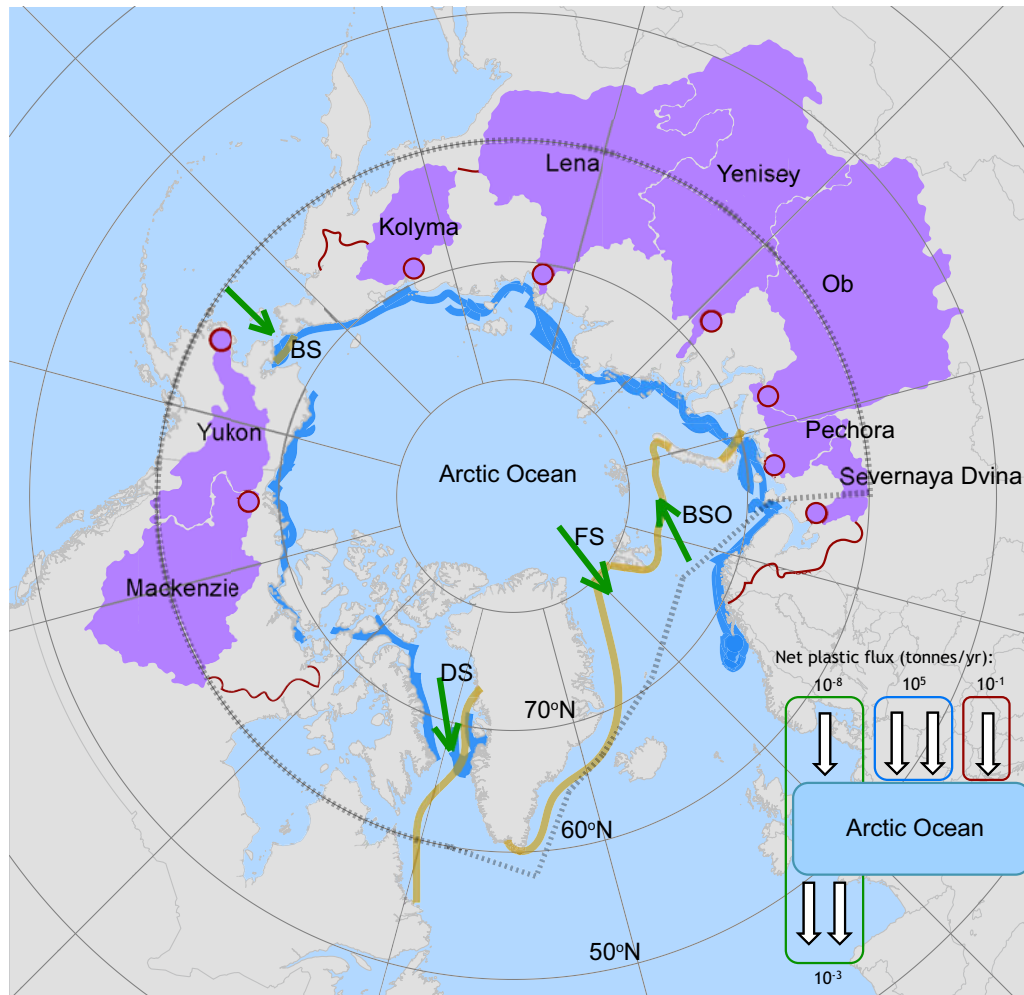 Lena
Yenisey
Kolyma
Ob
BS
Yukon
Pechora
Arctic Ocean
Severnaya Dvina
BSO
FS
Mackenzie
DS
Net plastic flux (tonnes/yr):
10⁻⁸ 10⁵ 10⁻¹
70°N
60°N
Arctic Ocean
50°N
10⁻³